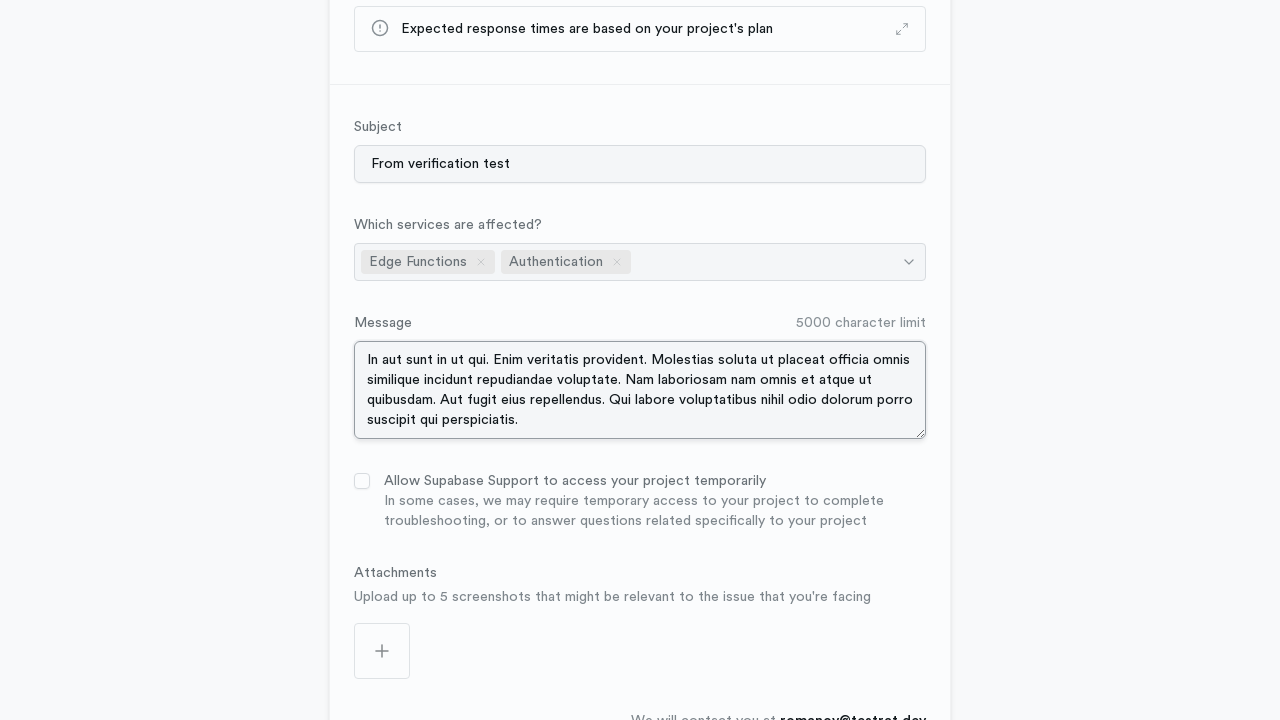 Expected response times are based on your project's plan
Subject
From verification test
Which services are affected?
Edge Functions
Authentication
Message
5000 character limit
In aut sunt in ut qui. Enim veritatis provident. Molestias soluta ut placeat officia omnis
similique incidunt repudiandae voluptate. Nam laboriosam nam omnis et atque ut
quibusdam. Aut fugit eius repellendus. Qui labore voluptatibus nihil odio dolorum porro
suscipit qui perspiciatis.
Allow Supabase Support to access your project temporarily
In some cases, we may require temporary access to your project to complete
troubleshooting, or to answer questions related specifically to your project
Attachments
Upload up to 5 screenshots that might be relevant to the issue that you're facing
We will contact you at